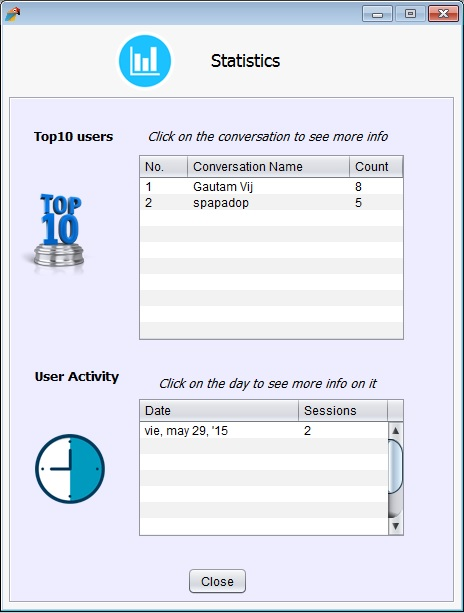 Statistics
Top10 users
Click on the conversation to see more info
No. Conversation Name Count
1 Gautam Vij 8
2 spapadop 5
TOP
10
User Activity
Click on the day to see more info on it
Date Sessions
vie, may 29, '15 2
Close